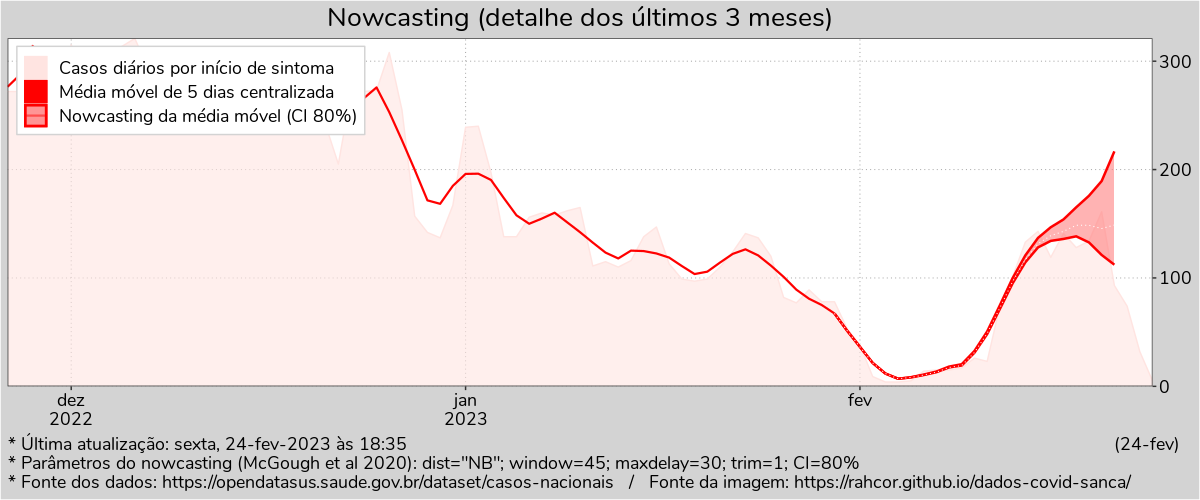 Nowcasting (detalhe dos últimos 3 meses)
Casos diários por início de sintoma
Média móvel de 5 dias centralizada
Nowcasting da média móvel (CI 80%)
300
200
100
0
dez
2022
jan
2023
fev
(24-fev)
* Última atualização: sexta, 24-fev-2023 às 18:35
* Parâmetros do nowcasting (McGough et al 2020): dist="NB"; window=45; maxdelay=30; trim=1; CI=80%
* Fonte dos dados: https://opendatasus.saude.gov.br/dataset/casos-nacionais / Fonte da imagem: https://rahcor.github.io/dados-covid-sanca/